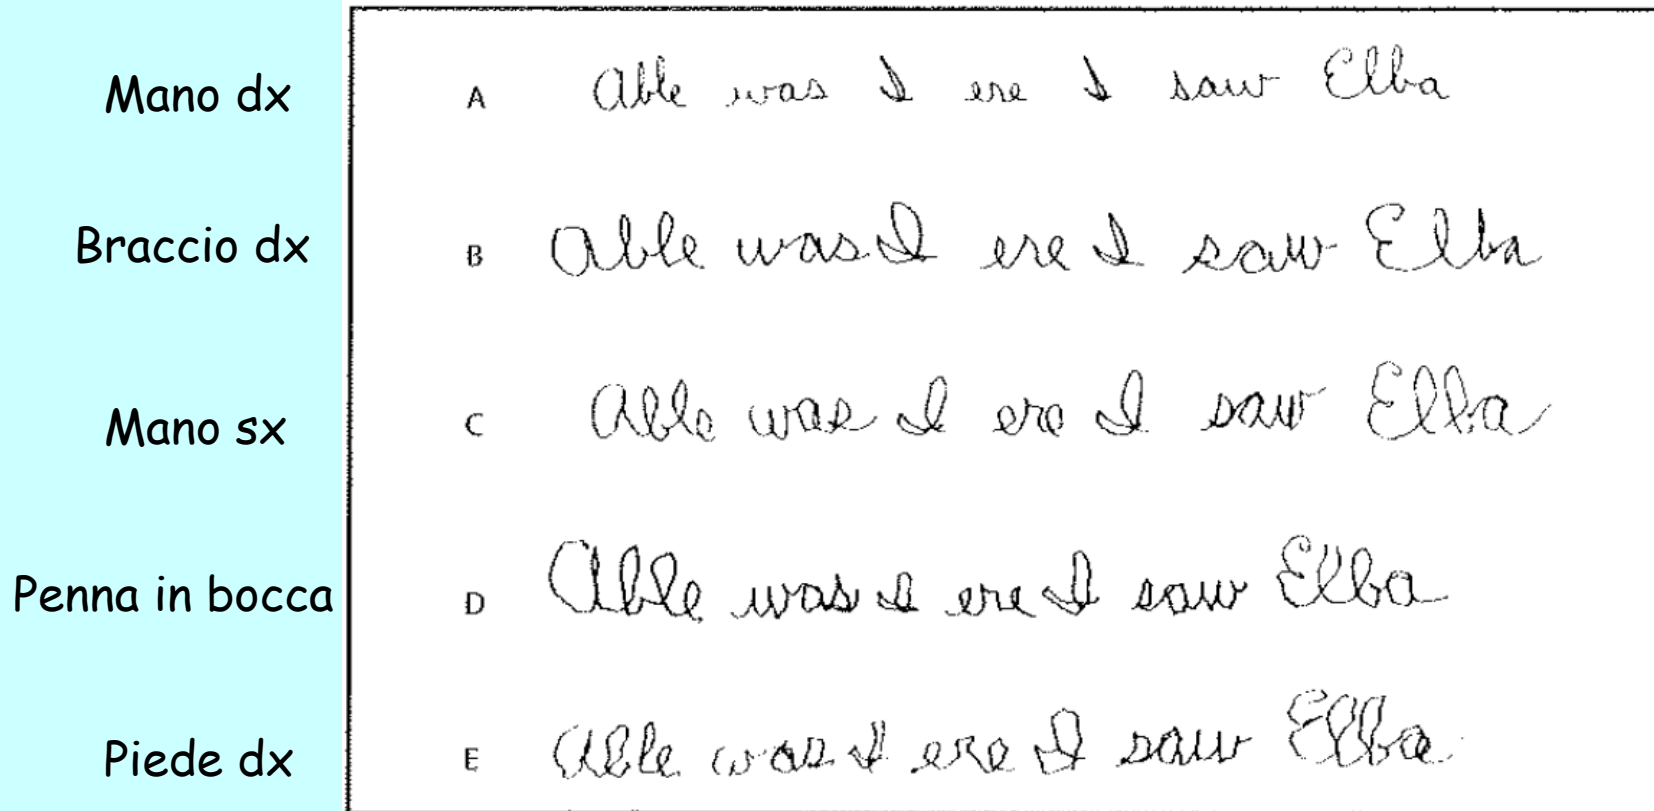 Mano dx A Able was I ere I saw Elba
Braccio dx B Able was I ere I saw Elba
Mano sx C Able was I ere I saw Elba
Penna in bocca D Able was I ere I saw Elba
Piede dx E Able was I ere I saw Elba